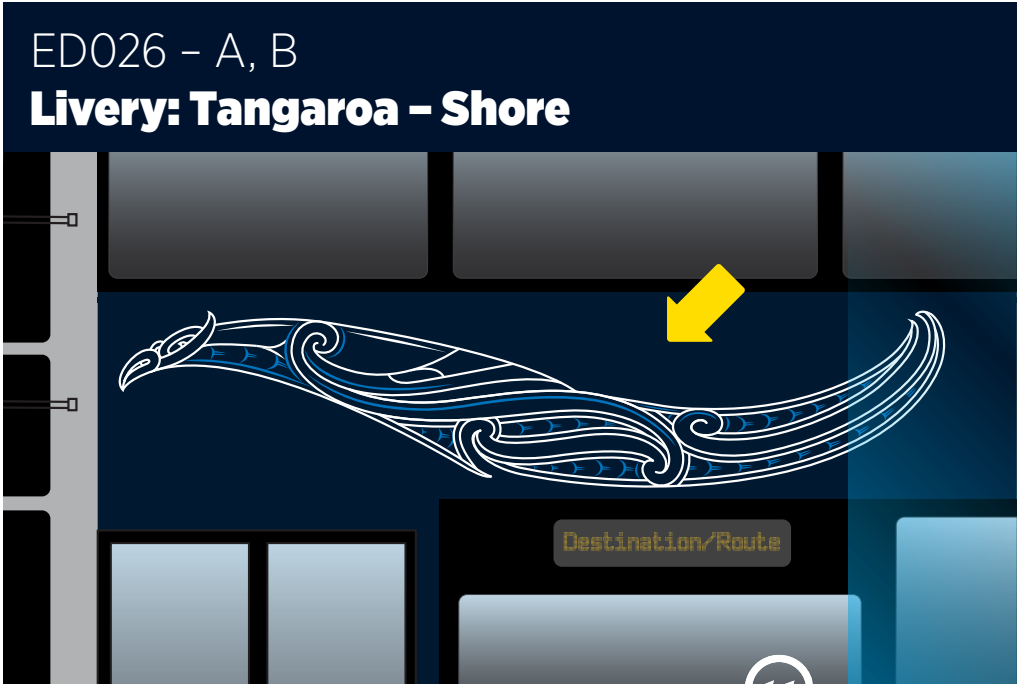 ED026 – A, B
Livery: Tangaroa – Shore
Destination/Route